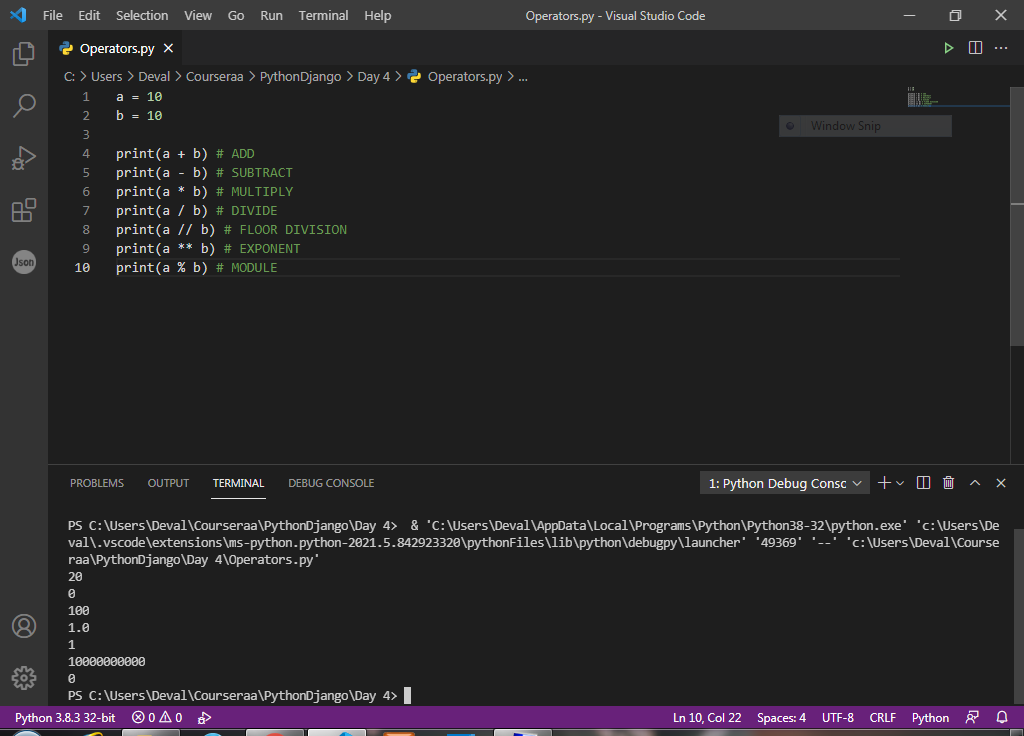 File Edit Selection View Go Run Terminal Help Operators.py - Visual Studio Code
Operators.py
C: > Users > Deval > Courseraa > PythonDjango > Day 4 > Operators.py > ...
1 a = 10
2 b = 10
3
4 print(a + b) # ADD
5 print(a - b) # SUBTRACT
6 print(a * b) # MULTIPLY
7 print(a / b) # DIVIDE
8 print(a // b) # FLOOR DIVISION
9 print(a ** b) # EXPONENT
10 print(a % b) # MODULE
Window Snip
Json
PROBLEMS OUTPUT TERMINAL DEBUG CONSOLE 1: Python Debug Consc
PS C:\Users\Deval\Courseraa\PythonDjango\Day 4> & 'C:\Users\Deval\AppData\Local\Programs\Python\Python38-32\python.exe' 'c:\Users\De
val\.vscode\extensions\ms-python.python-2021.5.842923320\pythonFiles\lib\python\debugpy\launcher' '49369' '--' 'c:\Users\Deval\Course
raa\PythonDjango\Day 4\Operators.py'
20
0
100
1.0
1
10000000000
0
PS C:\Users\Deval\Courseraa\PythonDjango\Day 4>
Python 3.8.3 32-bit 0 0 Ln 10, Col 22 Spaces: 4 UTF-8 CRLF Python